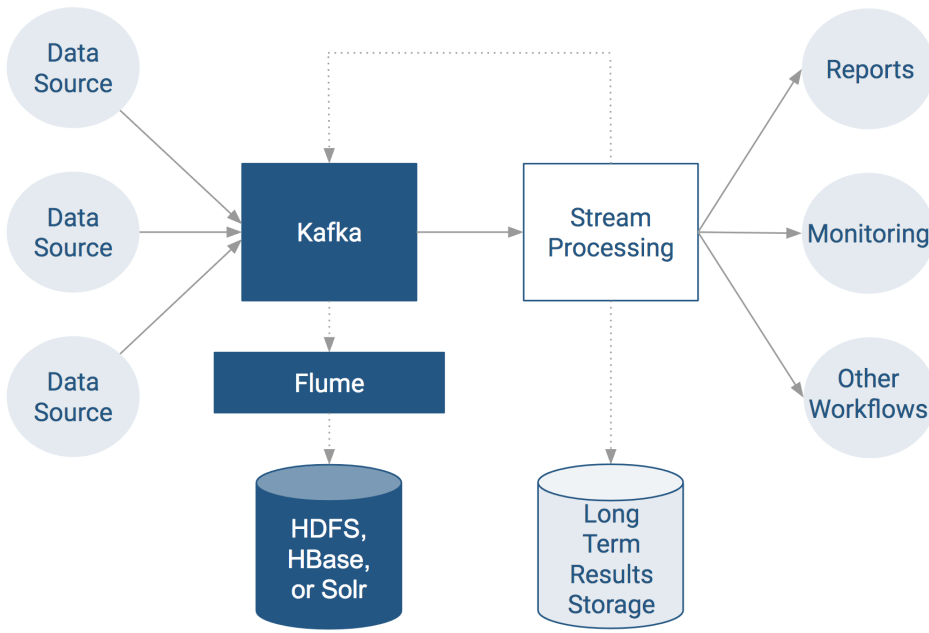 Data
Source
Reports
Data
Source
Kafka
Stream
Processing
Monitoring
Data
Source
Flume
Other
Workflows
HDFS,
HBase,
or Solr
Long
Term
Results
Storage